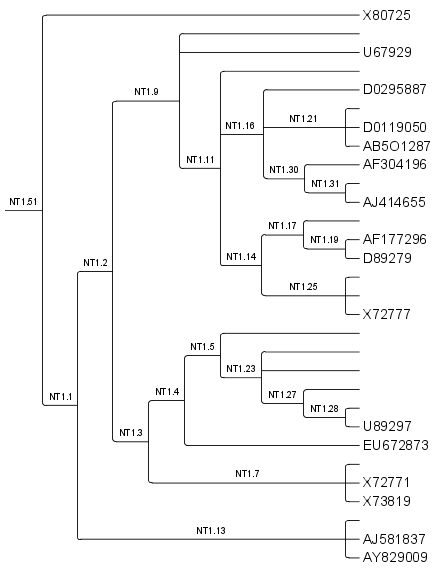 X80725
U67929
D0295887
NT1.9
NT1.21
NT1.16
D0119050
AB5O1287
NT1.11
AF304196
NT1.30
NT1.31
AJ414655
NT1.51
NT1.17
AF177296
NT1.19
NT1.14
D89279
NT1.2
NT1.25
X72777
NT1.5
NT1.23
NT1.4
NT1.27
NT1.1
NT1.28
U89297
NT1.3
EU672873
NT1.7
X72771
X73819
NT1.13
AJ581837
AY829009